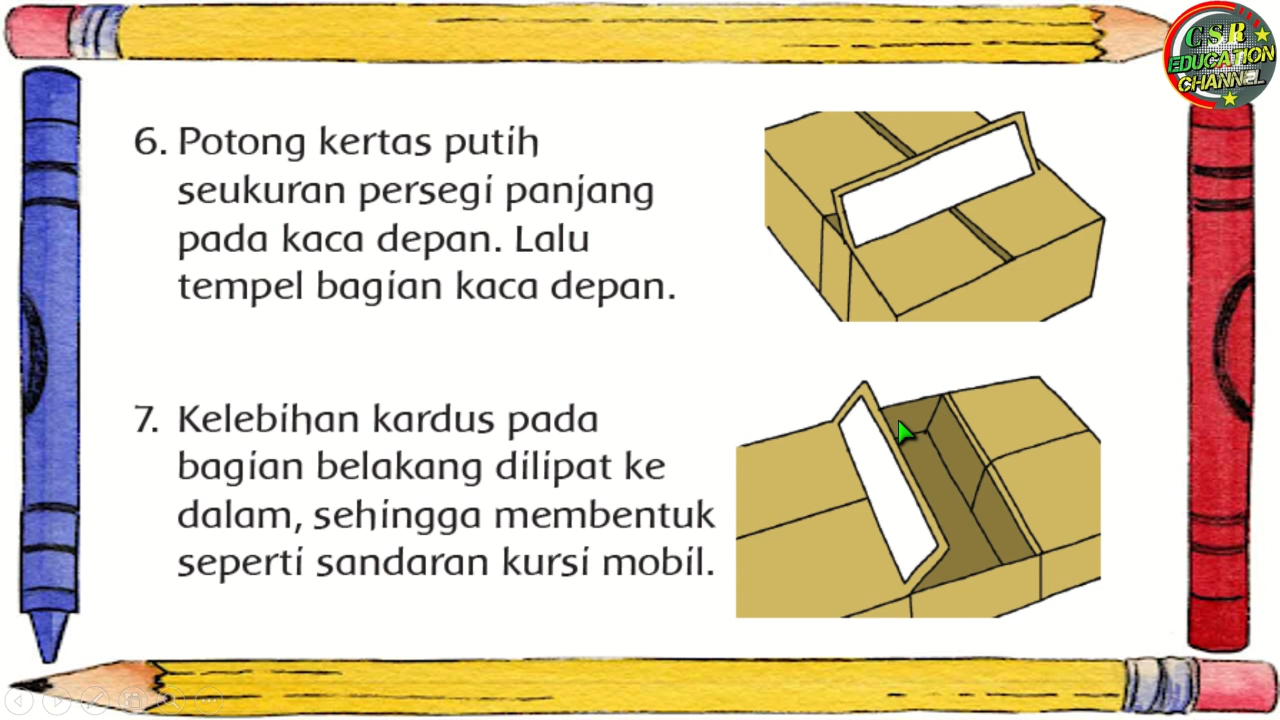 CSR
EDUCATION
CHANNEL
6. Potong kertas putih
seukuran persegi panjang
pada kaca depan. Lalu
tempel bagian kaca depan.
7. Kelebihan kardus pada
bagian belakang dilipat ke
dalam, sehingga membentuk
seperti sandaran kursi mobil.